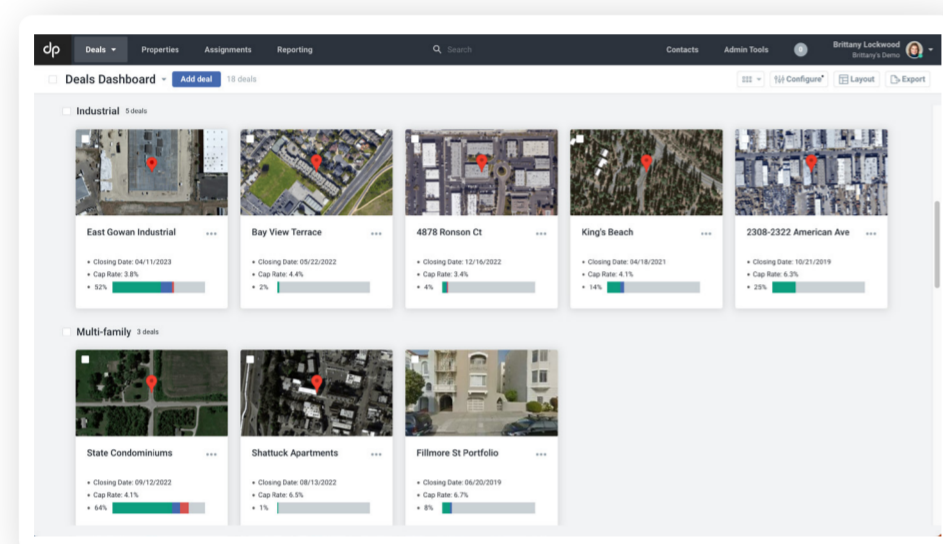 dp Deals Properties Assignments Reporting Search Contacts Admin Tools 0 Brittany Lockwood
Brittany's Demo
Deals Dashboard Add deal 18 deals Configure Layout Export
Industrial 5 deals
East Gowan Industrial
• Closing Date: 04/11/2023
• Cap Rate: 3.8%
• 52%
Bay View Terrace
• Closing Date: 05/22/2022
• Cap Rate: 4.4%
• 2%
4878 Ronson Ct
• Closing Date: 12/16/2022
• Cap Rate: 3.4%
• 4%
King's Beach
• Closing Date: 04/18/2021
• Cap Rate: 4.1%
• 14%
2308-2322 American Ave
• Closing Date: 10/21/2019
• Cap Rate: 6.3%
• 25%
Multi-family 3 deals
State Condominiums
• Closing Date: 09/12/2022
• Cap Rate: 4.1%
• 64%
Shattuck Apartments
• Closing Date: 08/13/2022
• Cap Rate: 6.5%
• 1%
Fillmore St Portfolio
• Closing Date: 06/20/2019
• Cap Rate: 6.7%
• 8%